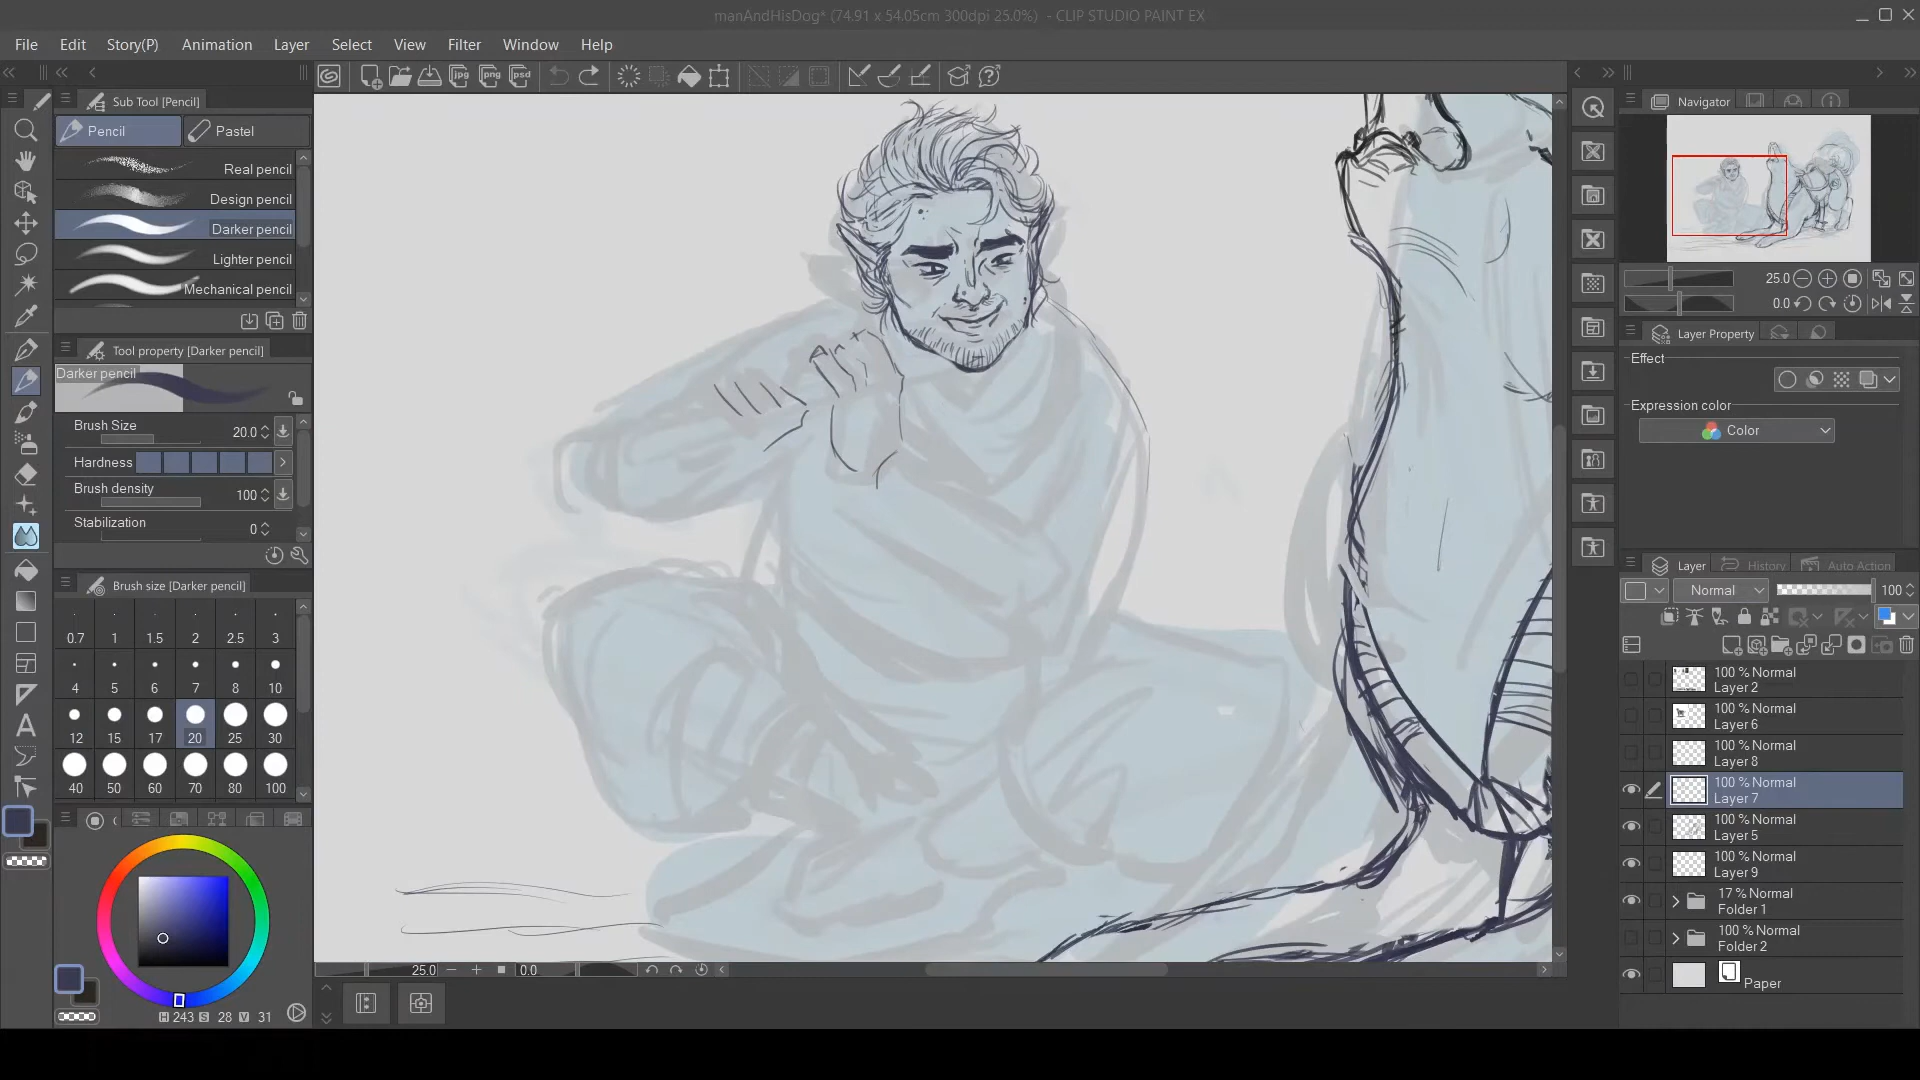 manAndHisDog* (74.91 x 54.05cm 300dpi 25.0%) - CLIP STUDIO PAINT EX
File Edit Story(P) Animation Layer Select View Filter Window Help
jpg png psd
Sub Tool [Pencil]
Pencil Pastel
Real pencil
Design pencil
Darker pencil
Lighter pencil
Mechanical pencil
Tool property [Darker pencil]
Darker pencil
Brush Size 20.0
Hardness
Brush density 100
Stabilization 0
Brush size [Darker pencil]
0.7 1 1.5 2 2.5 3
4 5 6 7 8 10
12 15 17 20 25 30
40 50 60 70 80 100
H 243 S 28 V 31
25.0 0.0
Navigator
25.0
0.0
Layer Property
Effect
Expression color
Color
Layer History Auto Action
Normal 100
100 % Normal
Layer 2
100 % Normal
Layer 6
100 % Normal
Layer 8
100 % Normal
Layer 7
100 % Normal
Layer 5
100 % Normal
Layer 9
17 % Normal
Folder 1
100 % Normal
Folder 2
Paper